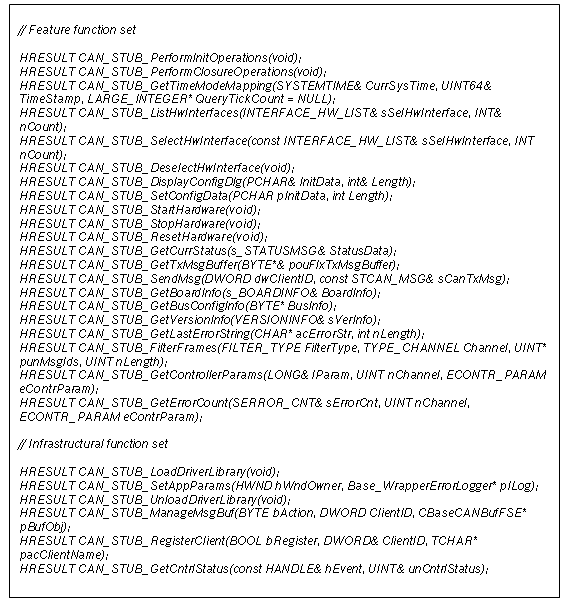 // Feature function set
HRESULT CAN_STUB_PerformInitOperations(void);
HRESULT CAN_STUB_PerformClosureOperations(void);
HRESULT CAN_STUB_GetTimeModeMapping(SYSTEMTIME& CurrSysTime, UINT64&
TimeStamp, LARGE_INTEGER* QueryTickCount = NULL);
HRESULT CAN_STUB_ListHwInterfaces(INTERFACE_HW_LIST& sSelHwInterface, INT&
nCount);
HRESULT CAN_STUB_SelectHwInterface(const INTERFACE_HW_LIST& sSelHwInterface, INT
nCount);
HRESULT CAN_STUB_DeselectHwInterface(void);
HRESULT CAN_STUB_DisplayConfigDlg(PCHAR& InitData, int& Length);
HRESULT CAN_STUB_SetConfigData(PCHAR pInitData, int Length);
HRESULT CAN_STUB_StartHardware(void);
HRESULT CAN_STUB_StopHardware(void);
HRESULT CAN_STUB_ResetHardware(void);
HRESULT CAN_STUB_GetCurrStatus(s_STATUSMSG& StatusData);
HRESULT CAN_STUB_GetTxMsgBuffer(BYTE*& pouFlxTxMsgBuffer);
HRESULT CAN_STUB_SendMsg(DWORD dwClientID, const STCAN_MSG& sCanTxMsg);
HRESULT CAN_STUB_GetBoardInfo(s_BOARDINFO& BoardInfo);
HRESULT CAN_STUB_GetBusConfigInfo(BYTE* BusInfo);
HRESULT CAN_STUB_GetVersionInfo(VERSIONINFO& sVerInfo);
HRESULT CAN_STUB_GetLastErrorString(CHAR* acErrorStr, int nLength);
HRESULT CAN_STUB_FilterFrames(FILTER_TYPE FilterType, TYPE_CHANNEL Channel, UINT*
punMsgIds, UINT nLength);
HRESULT CAN_STUB_GetControllerParams(LONG& lParam, UINT nChannel, ECONTR_PARAM
eContrParam);
HRESULT CAN_STUB_GetErrorCount(SERROR_CNT& sErrorCnt, UINT nChannel,
ECONTR_PARAM eContrParam);
// Infrastructural function set
HRESULT CAN_STUB_LoadDriverLibrary(void);
HRESULT CAN_STUB_SetAppParams(HWND hWndOwner, Base_WrapperErrorLogger* pILog);
HRESULT CAN_STUB_UnloadDriverLibrary(void);
HRESULT CAN_STUB_ManageMsgBuf(BYTE bAction, DWORD ClientID, CBaseCANBufFSE*
pBufObj);
HRESULT CAN_STUB_RegisterClient(BOOL bRegister, DWORD& ClientID, TCHAR*
pacClientName);
HRESULT CAN_STUB_GetCntrlStatus(const HANDLE& hEvent, UINT& unCntrlStatus);